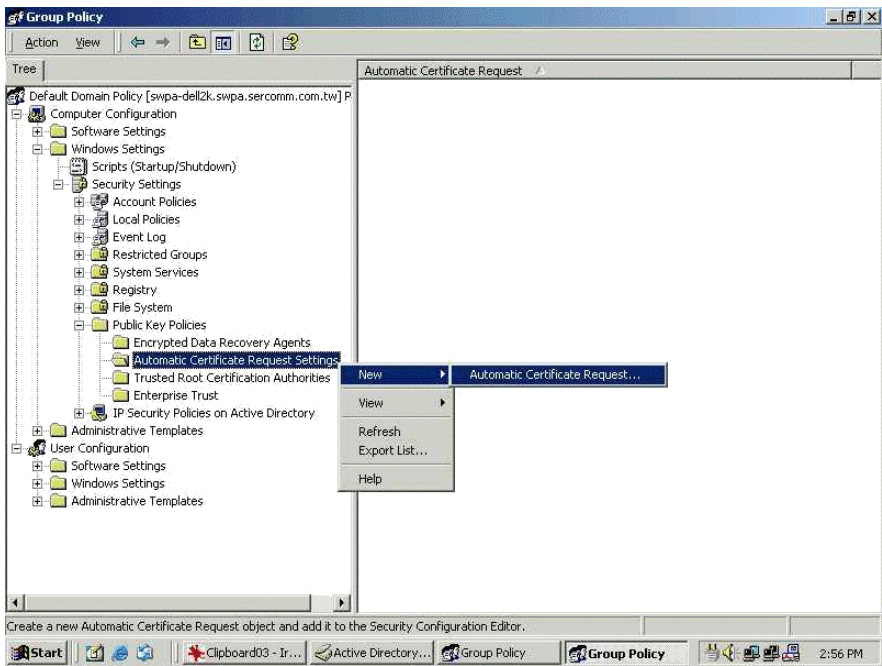 Group Policy
Action View
Tree
Automatic Certificate Request
Default Domain Policy [swpa-dell2k.swpa.sercomm.com.tw] P
Computer Configuration
Software Settings
Windows Settings
Scripts (Startup/Shutdown)
Security Settings
Account Policies
Local Policies
Event Log
Restricted Groups
System Services
Registry
File System
Public Key Policies
Encrypted Data Recovery Agents
Automatic Certificate Request Settings
Trusted Root Certification Authorities
Enterprise Trust
IP Security Policies on Active Directory
Administrative Templates
User Configuration
Software Settings
Windows Settings
Administrative Templates
New
Automatic Certificate Request...
View
Refresh
Export List...
Help
Create a new Automatic Certificate Request object and add it to the Security Configuration Editor.
Start
Clipboard03 - Ir...
Active Directory...
Group Policy
Group Policy
2:56 PM